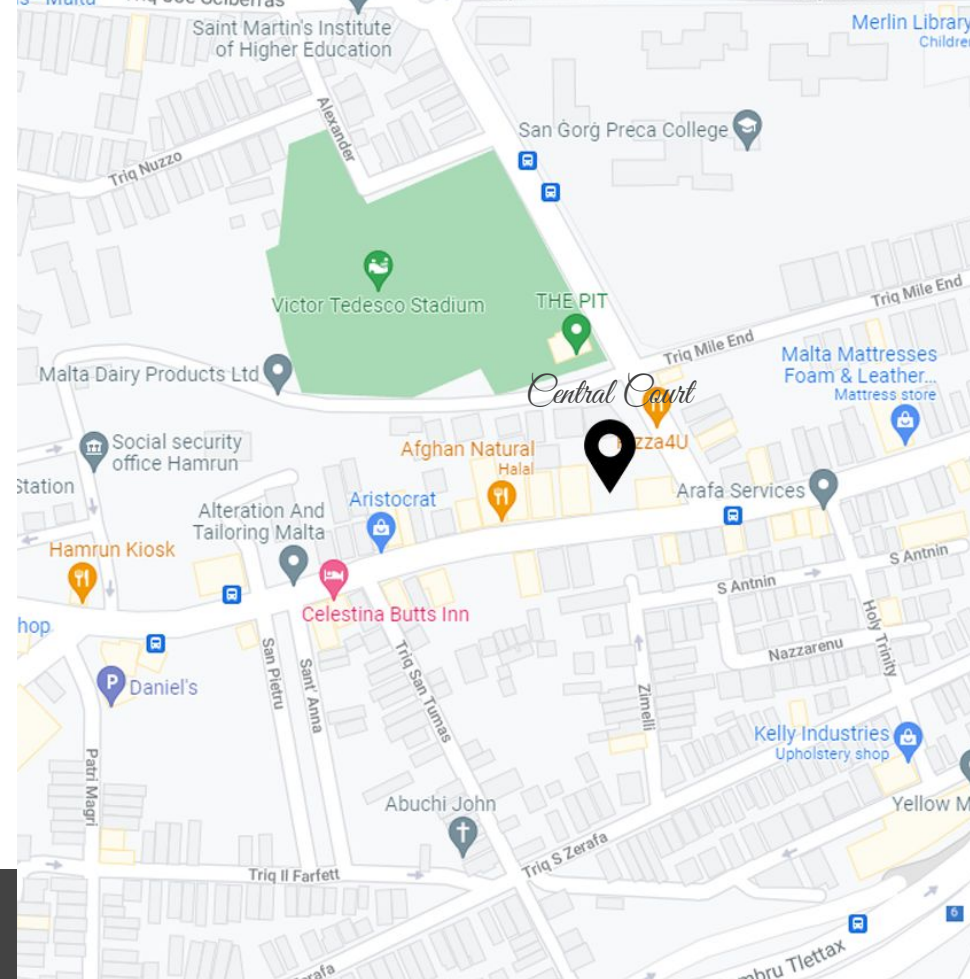 Triq Joe Sciberras
Saint Martin's Institute
of Higher Education
Merlin Library
San Ġorġ Preca College
Alexander
Triq Nuzzo
Victor Tedesco Stadium
THE PIT
Triq Mile End
Triq Mile End
Malta Dairy Products Ltd
Central Court
Malta Mattresses
Foam & Leather...
Mattress store
Social security
office Hamrun
Afghan Natural
Halal
Station
Aristocrat
Arafa Services
Alteration And
Tailoring Malta
Hamrun Kiosk
S Antnin
S Antnin
Celestina Butts Inn
hop
P
Daniel's
San Pietru
Sant' Anna
Triq San Tumas
Zimelli
Nazzarenu
Holy Trinity
Kelly Industries
Upholstery shop
Patri Magri
Abuchi John
Yellow M
Triq S Zerafa
Triq Il Farfett
6